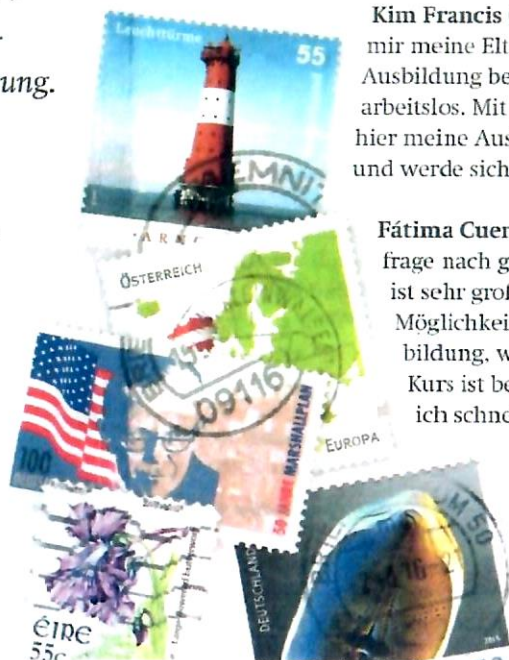 ung.
Kim Francis
mir meine Elt
Ausbildung be
arbeitslos. Mit
hier meine Aus
und werde sich
Fátima Cuer
frage nach g
ist sehr groß
Möglichkei
bildung, w
Kurs ist be
ich schne
Leuchttürme
55
ÖSTERREICH
09116
EUROPA
100
MARSHALLPLAN
ÉIRE
55c
DEUTSCHLAND